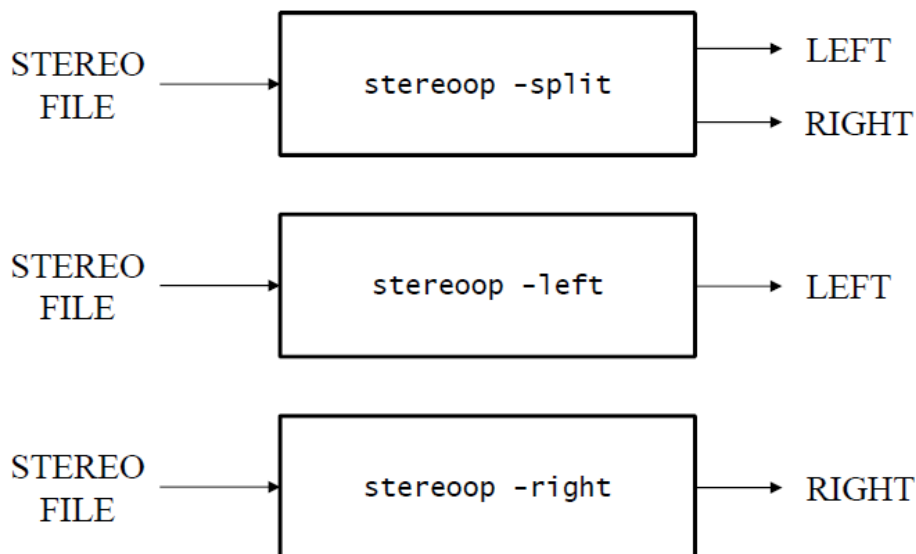 STEREO
FILE
stereoop -split
LEFT
RIGHT
STEREO
FILE
stereoop -left
LEFT
STEREO
FILE
stereoop -right
RIGHT